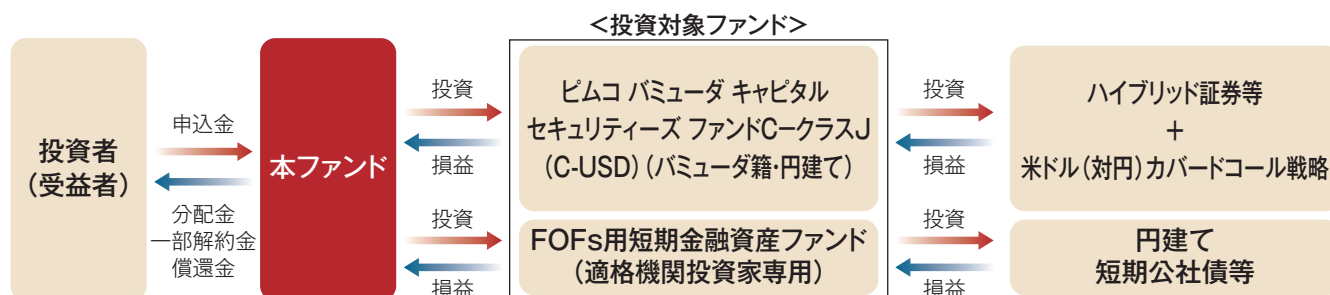 ＜投資対象ファンド＞
投資者
（受益者）
申込金
分配金
一部解約金
償還金
本ファンド
投資
損益
投資
損益
ピムコ バミューダ キャピタル
セキュリティーズ ファンドC－クラスJ
（C-USD）（バミューダ籍・円建て）
FOFs用短期金融資産ファンド
（適格機関投資家専用）
投資
損益
投資
損益
ハイブリッド証券等
＋
米ドル（対円）カバードコール戦略
円建て
短期公社債等